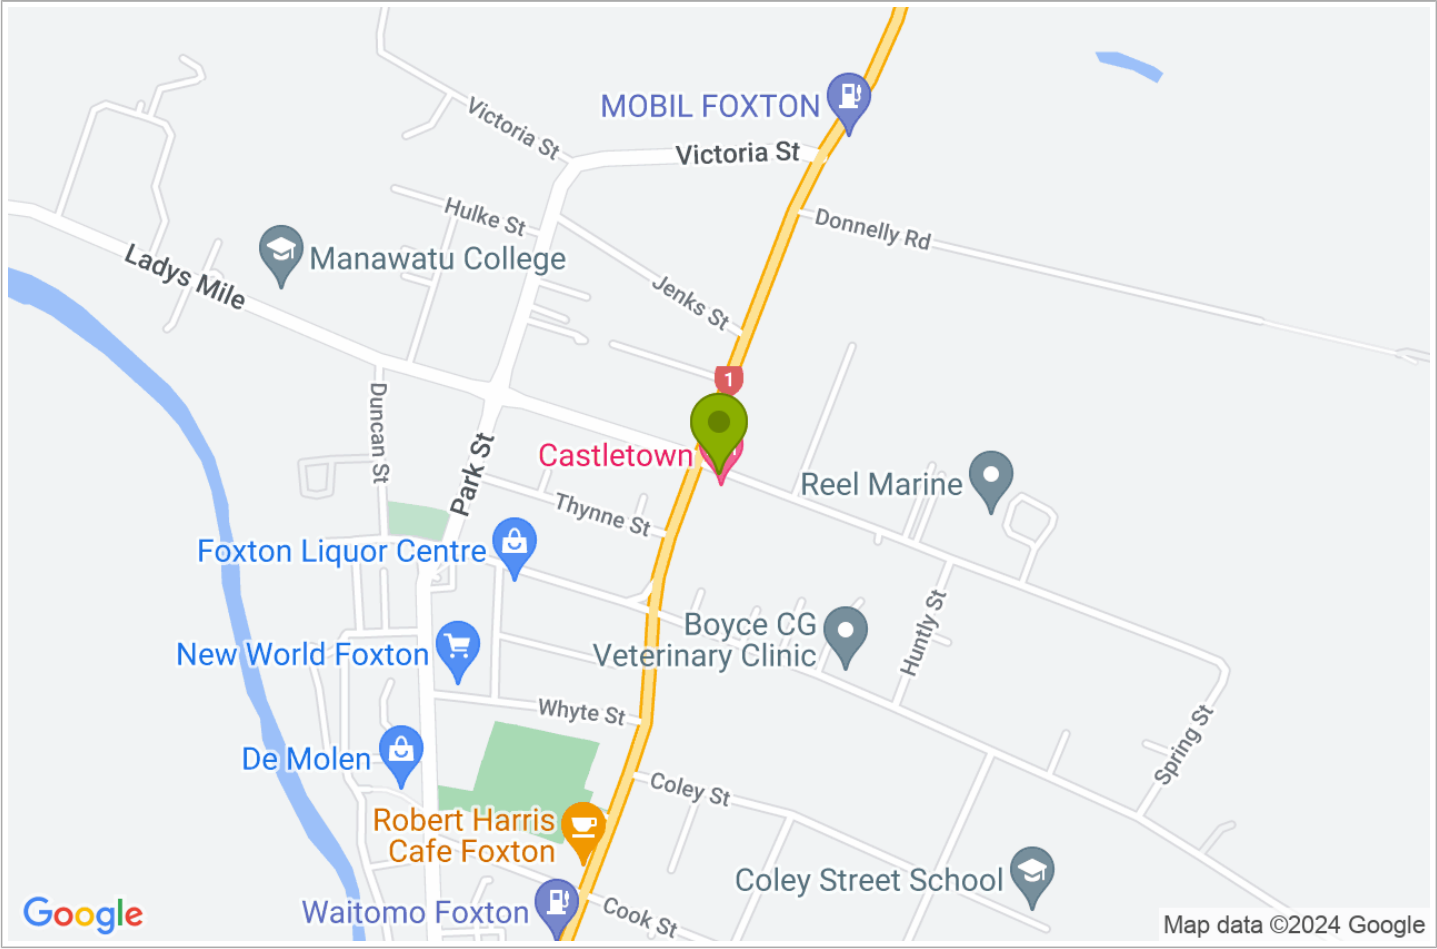 MOBIL FOXTON
Victoria St
Victoria St
Hulke St
Donnelly Rd
Manawatu College
Ladys Mile
Jenks St
1
Duncan St
Park St
Castletown
Reel Marine
Thynne St
Foxton Liquor Centre
Huntly St
Boyce CG
Veterinary Clinic
New World Foxton
Whyte St
Spring St
De Molen
Coley St
Robert Harris
Cafe Foxton
Coley Street School
Waitomo Foxton
Cook St
Google
Map data ©2024 Google